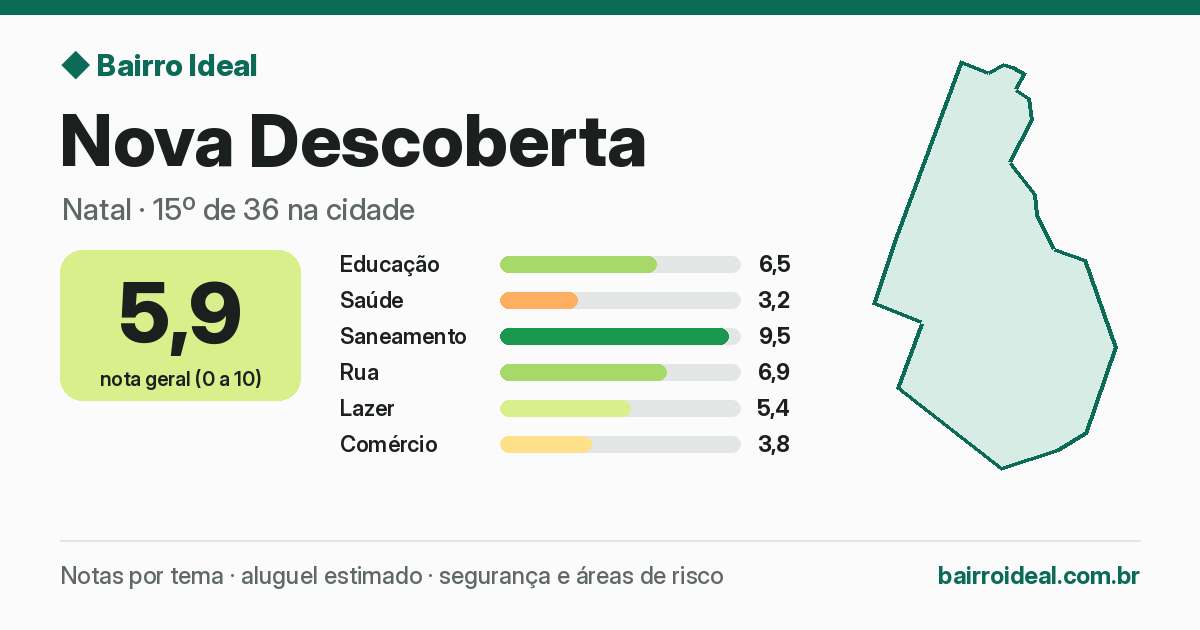 Bairro Ideal
Nova Descoberta
Natal · 15º de 36 na cidade
5,9
nota geral (0 a 10)
Educação 6,5
Saúde 3,2
Saneamento 9,5
Rua 6,9
Lazer 5,4
Comércio 3,8
Notas por tema · aluguel estimado · segurança e áreas de risco
bairroideal.com.br